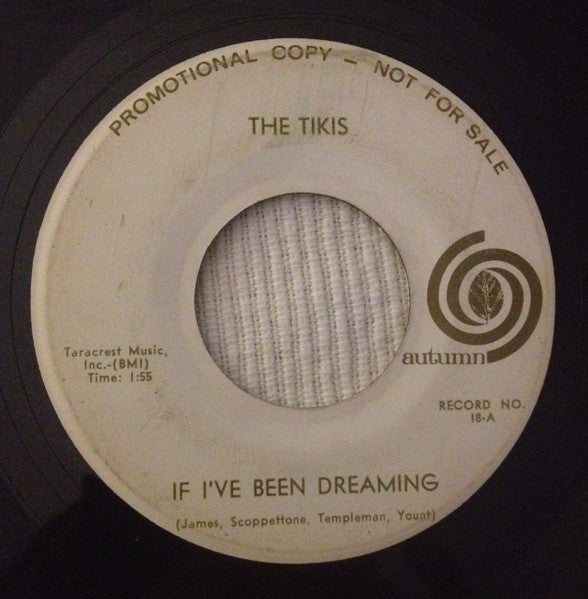 PROMOTIONAL COPY — NOT FOR SALE
THE TIKIS
autumn
Taracrest Music,
Inc.-(BMI)
Time: 1:55
RECORD NO.
18-A
IF I'VE BEEN DREAMING
(James, Scoppettone, Templeman, Yount)